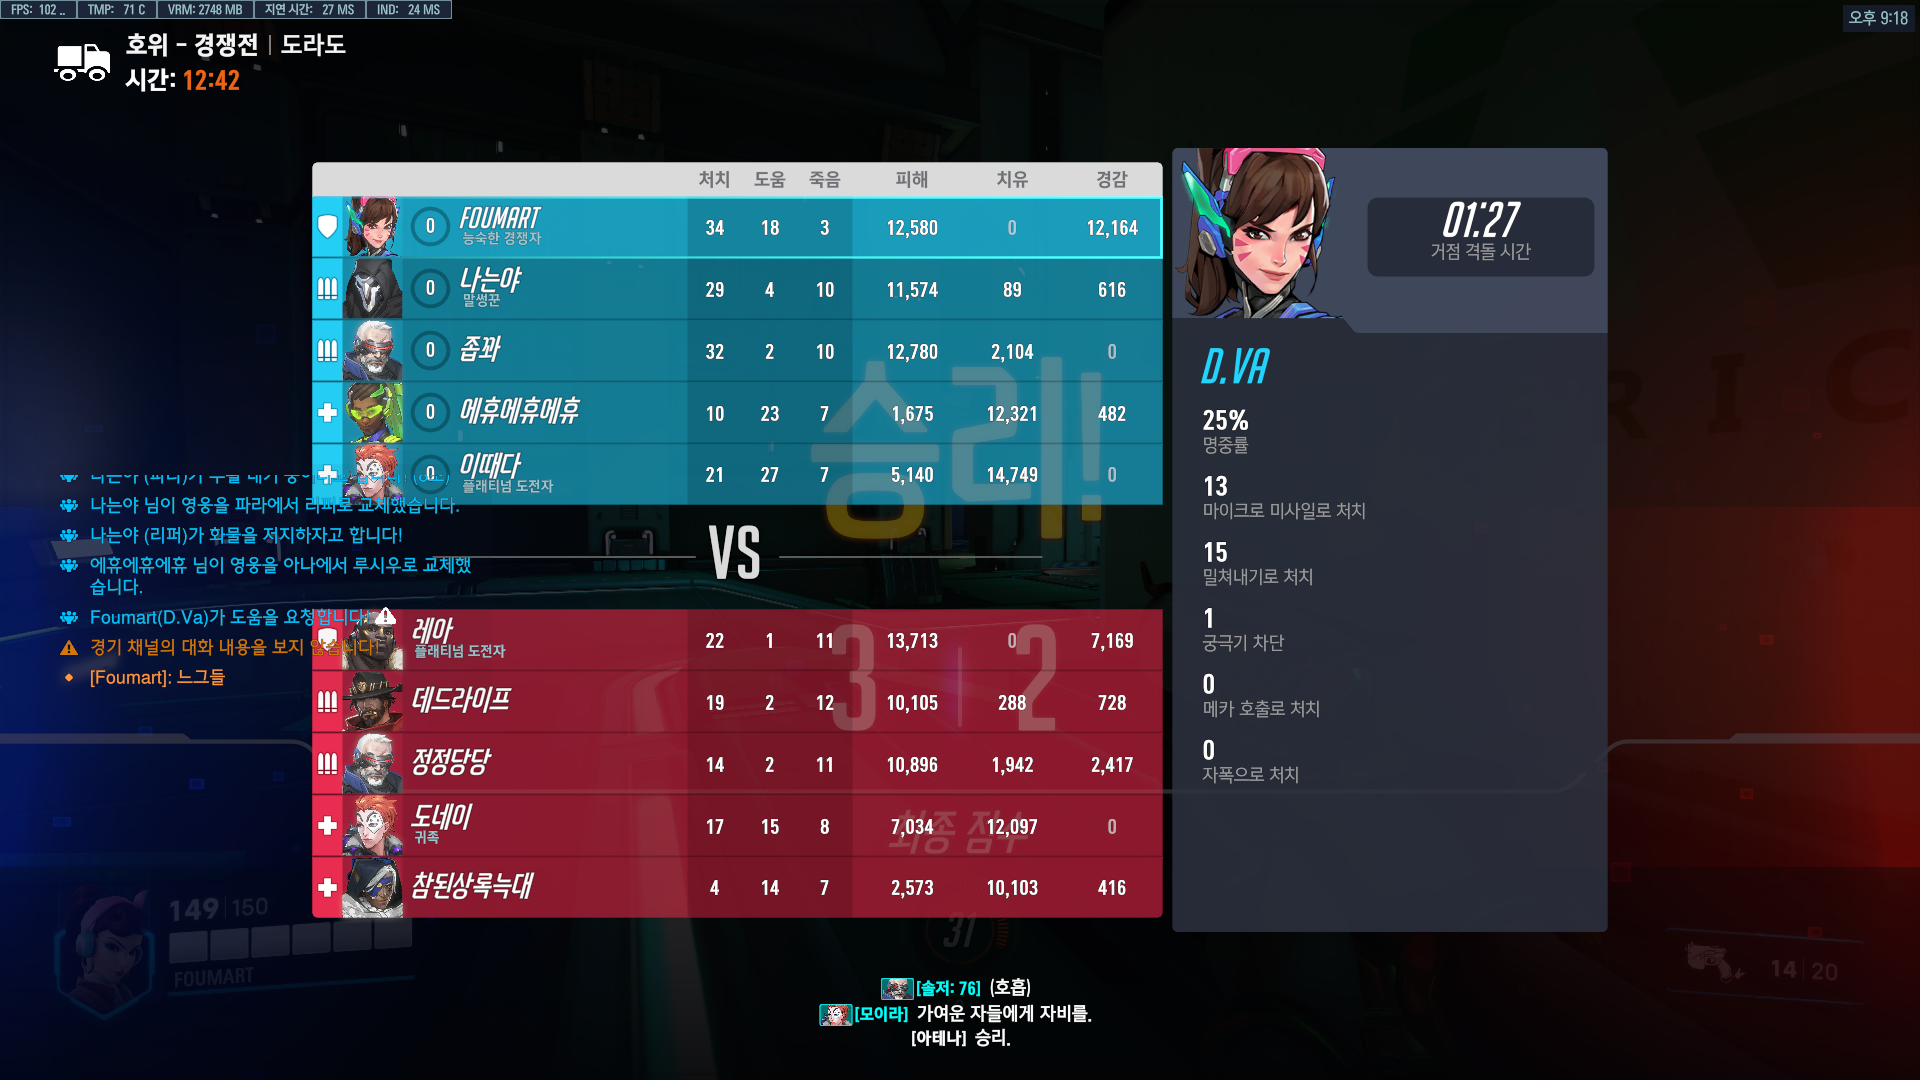 FPS: 102 ..
TMP: 71 C
VRM: 2748 MB
지연 시간: 27 MS
IND: 24 MS
오후 9:18
호위 - 경쟁전 | 도라도
시간: 12:42
처치 도움 죽음 피해 치유 경감
0 FOUMART 34 18 3 12,580 0 12,164
능숙한 경쟁자
0 나는야 29 4 10 11,574 89 616
말썽꾼
0 좁꽈 32 2 10 12,780 2,104 0
0 에휴에휴에휴 10 23 7 1,675 12,321 482
0 이때다 21 27 7 5,140 14,749 0
플래티넘 도전자
승리!
나는야 님이 영웅을 파라에서 리퍼로 교체했습니다.
나는야 (리퍼)가 화물을 저지하자고 합니다!
에휴에휴에휴 님이 영웅을 아나에서 루시우로 교체했
습니다.
Foumart(D.Va)가 도움을 요청합니다!
경기 채널의 대화 내용을 보지 않습니다!
[Foumart]: 느그들
VS
레아 22 1 11 13,713 0 7,169
플래티넘 도전자
데드라이프 19 2 12 10,105 288 728
정정당당 14 2 11 10,896 1,942 2,417
도네이 17 15 8 7,034 12,097 0
귀족
참된상록늑대 4 14 7 2,573 10,103 416
3 | 2
최종 점수
31
01:27
거점 격돌 시간
D.VA
25%
명중률
13
마이크로 미사일로 처치
15
밀쳐내기로 처치
1
궁극기 차단
0
메카 호출로 처치
0
자폭으로 처치
149 | 150
FOUMART
14 | 20
[솔저: 76] (호흡)
[모이라] 가여운 자들에게 자비를.
[아테나] 승리.